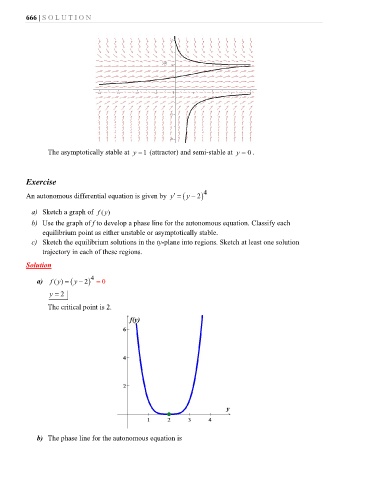 666 | S O L U T I O N
The asymptotically stable at y = 1 (attractor) and semi-stable at y = 0.
Exercise
An autonomous differential equation is given by y′ = (y − 2)⁴
a) Sketch a graph of f(y)
b) Use the graph of f to develop a phase line for the autonomous equation. Classify each
equilibrium point as either unstable or asymptotically stable.
c) Sketch the equilibrium solutions in the ty-plane into regions. Sketch at least one solution
trajectory in each of these regions.
Solution
a) f(y) = (y − 2)⁴ = 0
y = 2
The critical point is 2.
f(y)
6
4
2
y
1 2 3 4
b) The phase line for the autonomous equation is